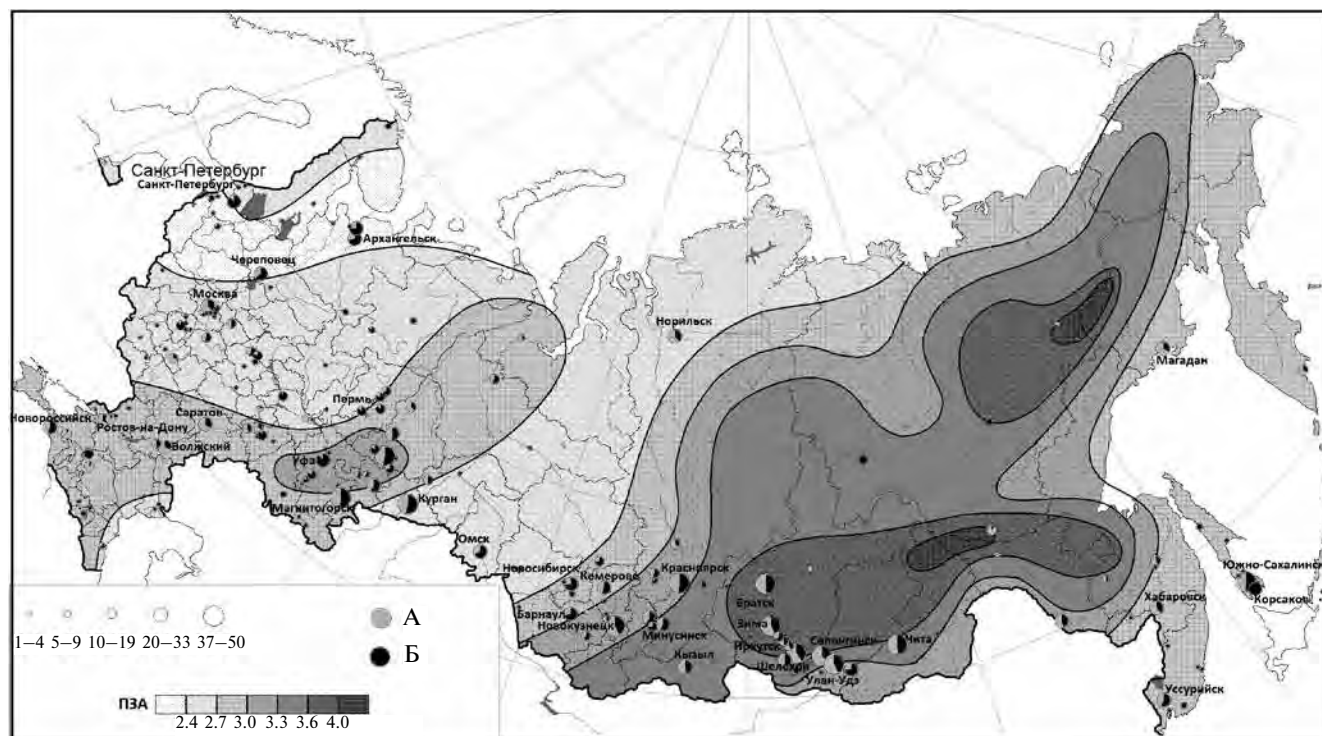 Санкт-Петербург
Санкт-Петербург
Архангельск
Череповец
Москва
Норильск
Магадан
Пермь
Новороссийск
Саратов
Ростов-на-Дону
Волжский
Уфа
Магнитогорск
Курган
Омск
Новосибирск
Кемерово
Красноярск
Барнаул
Новокузнецк
Минусинск
Кызыл
Братск
Зима
Иркутск
Шелехов
Селенгинск
Улан-Удэ
Чита
Хабаровск
Южно-Сахалинск
Корсаков
Уссурийск
1–4 5–9 10–19 20–33 37–50
А
Б
ПЗА
2.4 2.7 3.0 3.3 3.6 4.0